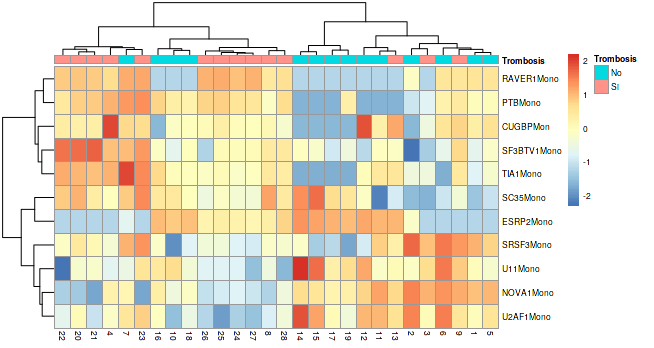 Trombosis
RAVER1Mono
PTBMono
CUGBPMon
SF3BTV1Mono
TIA1Mono
SC35Mono
ESRP2Mono
SRSF3Mono
U11Mono
NOVA1Mono
U2AF1Mono
22 20 21 4 7 23 16 10 18 26 25 24 27 8 28 14 15 17 19 12 11 13 2 3 6 9 1 5
2
1
0
-1
-2
Trombosis
No
SI